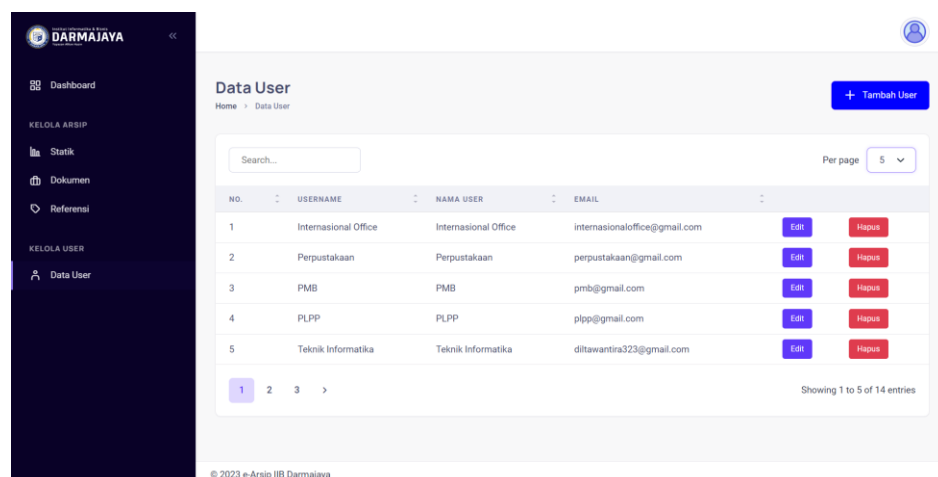 Institut Informatika & Bisnis
DARMAJAYA
Dashboard
KELOLA ARSIP
Statik
Dokumen
Referensi
KELOLA USER
Data User
Data User
Home > Data User
+ Tambah User
Search...
Per page 5
NO. USERNAME NAMA USER EMAIL
1 Internasional Office Internasional Office internasionaloffice@gmail.com Edit Hapus
2 Perpustakaan Perpustakaan perpustakaan@gmail.com Edit Hapus
3 PMB PMB pmb@gmail.com Edit Hapus
4 PLPP PLPP plpp@gmail.com Edit Hapus
5 Teknik Informatika Teknik Informatika diltawantira323@gmail.com Edit Hapus
1 2 3 >
Showing 1 to 5 of 14 entries
© 2023 e-Arsip IIB Darmajaya